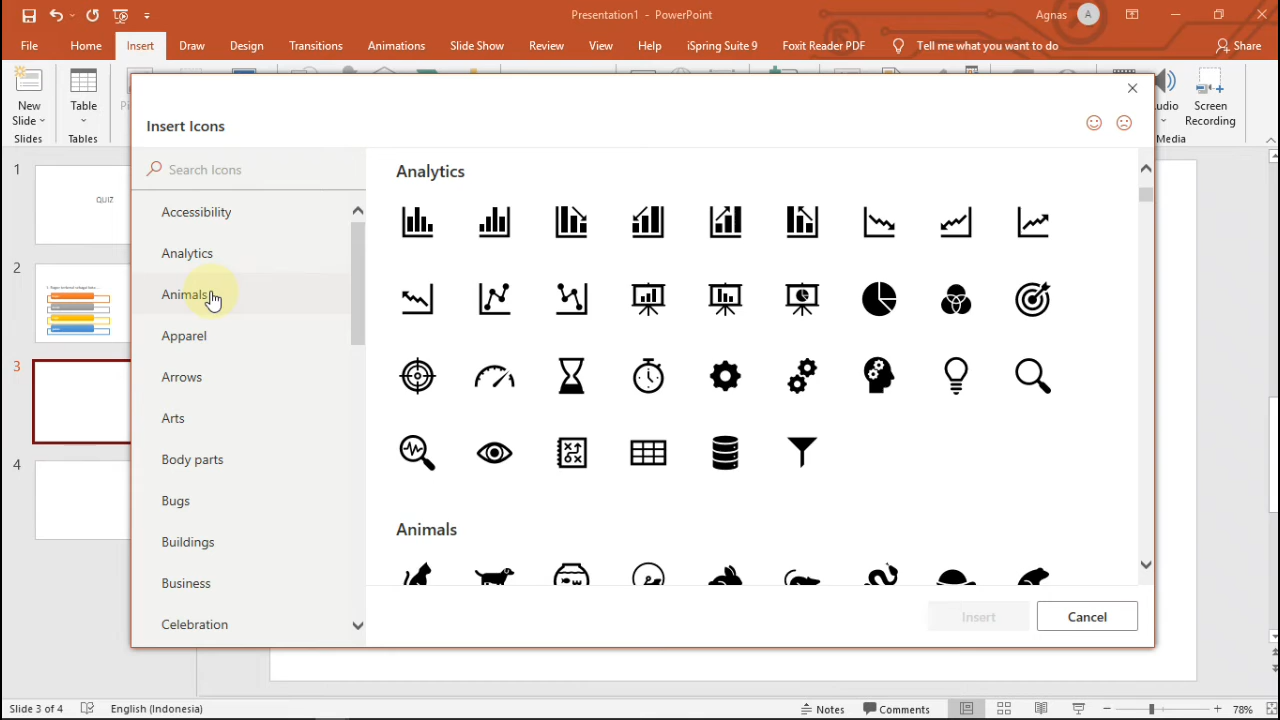 Presentation1 - PowerPoint
Agnas A
File Home Insert Draw Design Transitions Animations Slide Show Review View Help iSpring Suite 9 Foxit Reader PDF Tell me what you want to do Share
New
Slide
Slides
Table
Tables
Screen
Recording
Media
Insert Icons
Search Icons
Accessibility
Analytics
Animals
Apparel
Arrows
Arts
Body parts
Bugs
Buildings
Business
Celebration
Analytics
Animals
Insert Cancel
1
QUIZ
2
3
4
Slide 3 of 4 English (Indonesia) Notes Comments 78%